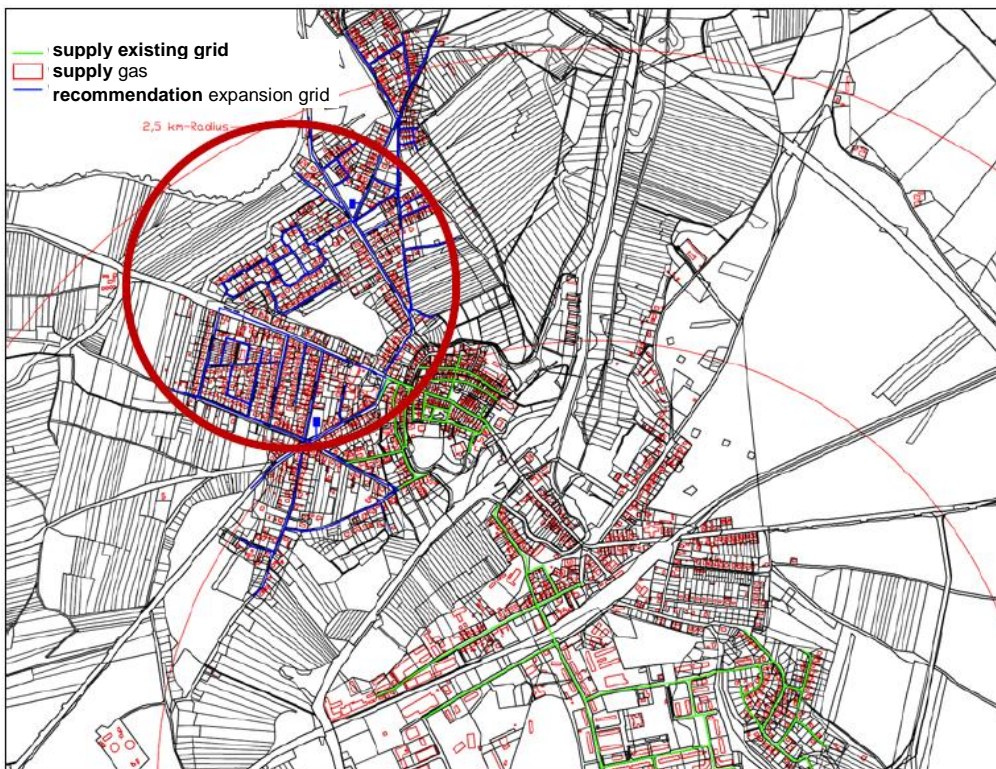 supply existing grid
supply gas
recommendation expansion grid
2,5 km-Radius